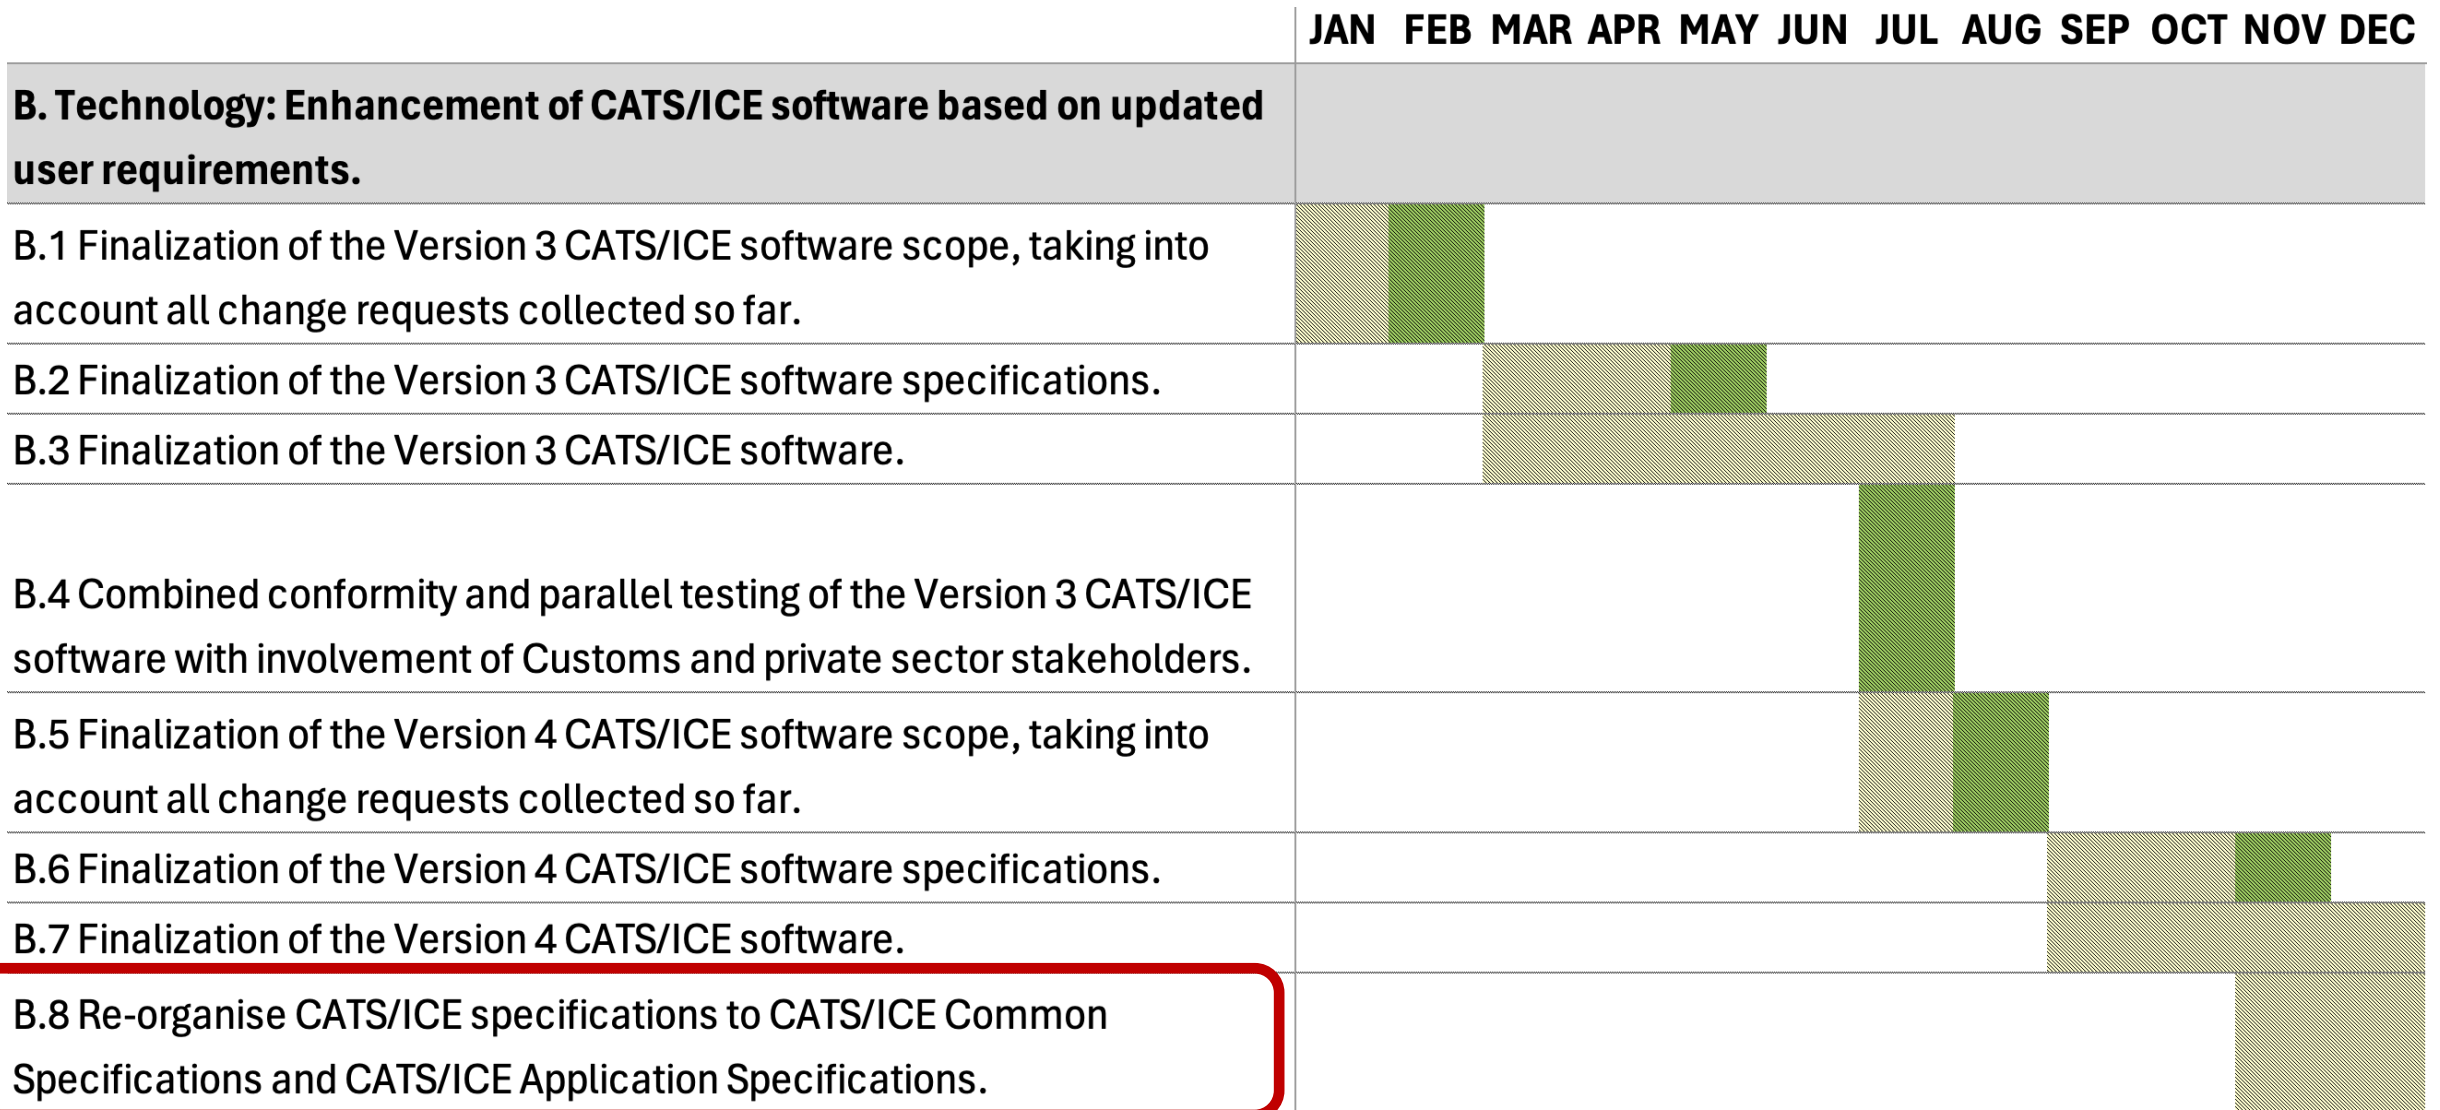 JAN FEB MAR APR MAY JUN JUL AUG SEP OCT NOV DEC
B. Technology: Enhancement of CATS/ICE software based on updated
user requirements.
B.1 Finalization of the Version 3 CATS/ICE software scope, taking into
account all change requests collected so far.
B.2 Finalization of the Version 3 CATS/ICE software specifications.
B.3 Finalization of the Version 3 CATS/ICE software.
B.4 Combined conformity and parallel testing of the Version 3 CATS/ICE
software with involvement of Customs and private sector stakeholders.
B.5 Finalization of the Version 4 CATS/ICE software scope, taking into
account all change requests collected so far.
B.6 Finalization of the Version 4 CATS/ICE software specifications.
B.7 Finalization of the Version 4 CATS/ICE software.
B.8 Re-organise CATS/ICE specifications to CATS/ICE Common
Specifications and CATS/ICE Application Specifications.